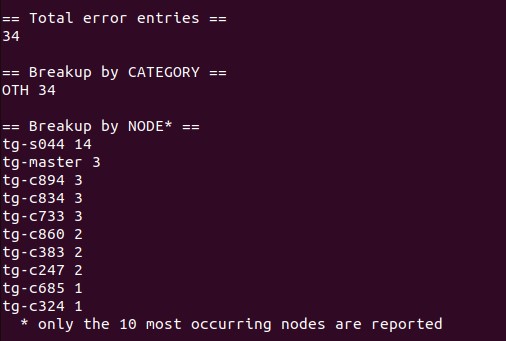 == Total error entries ==
34
== Breakup by CATEGORY ==
OTH 34
== Breakup by NODE* ==
tg-s044 14
tg-master 3
tg-c894 3
tg-c834 3
tg-c733 3
tg-c860 2
tg-c383 2
tg-c247 2
tg-c685 1
tg-c324 1
* only the 10 most occurring nodes are reported